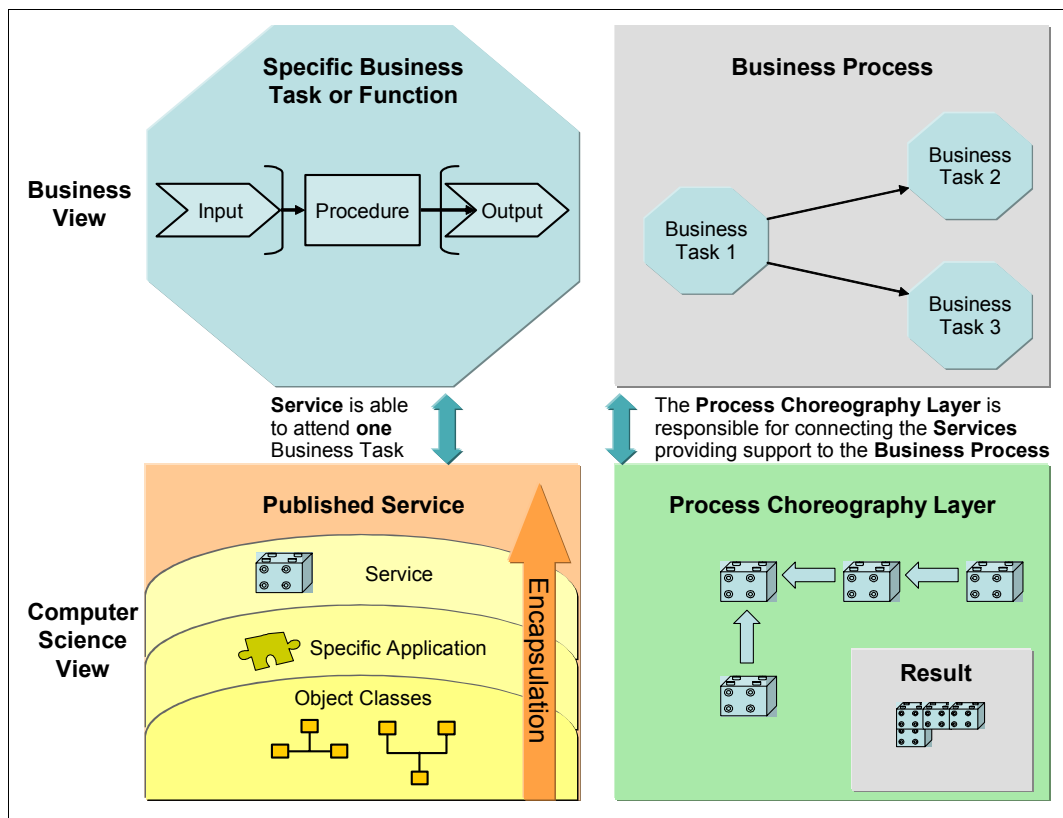 Specific Business
Task or Function
Business
View
Input
Procedure
Output
Business Process
Business
Task 1
Business
Task 2
Business
Task 3
Service is able
to attend one
Business Task
The Process Choreography Layer is
responsible for connecting the Services
providing support to the Business Process
Computer
Science
View
Published Service
Service
Specific Application
Object Classes
Encapsulation
Process Choreography Layer
Result